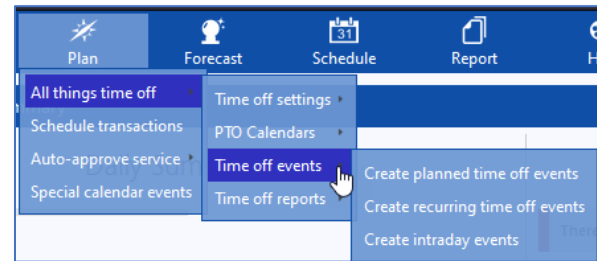 31
Plan
Forecast
Schedule
Report
All things time off
Time off settings
Schedule transactions
PTO Calendars
Auto-approve service
Time off events
Create planned time off events
Special calendar events
Time off reports
Create recurring time off events
There
Create intraday events